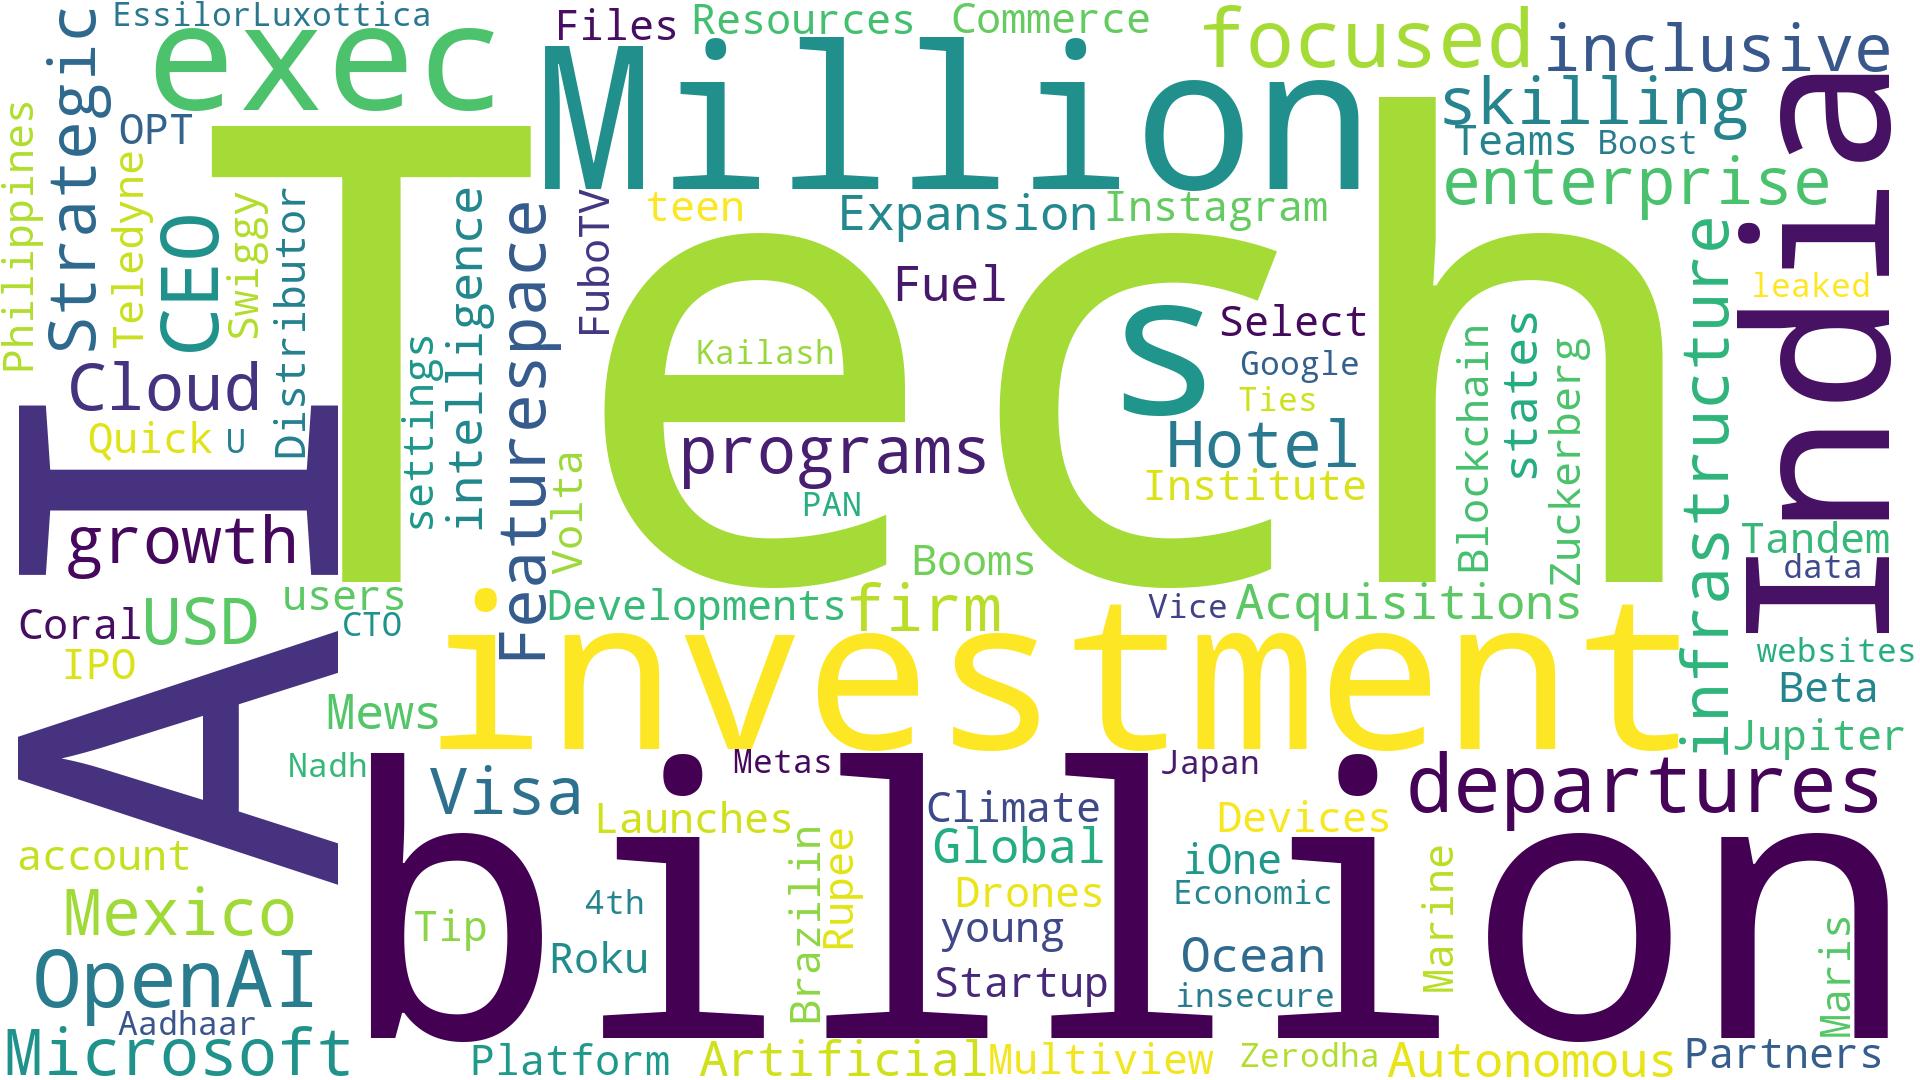 EssilorLuxottica
exec
Files
Resources
Commerce
focused
inclusive
Strategic
Million
skilling
Teams
Boost
OPT
Philippines
Teledyne
Tech
enterprise
India
CEO
Swiggy
Distributor
intelligence
Featurespace
FuboTV
teen
Expansion
Instagram
infrastructure
Fuel
s
Select
leaked
Kailash
Google
Ties
Blockchain
states
Zuckerberg
settings
Cloud
Quick
U
AI
programs
Hotel
Institute
Volta
PAN
growth
Booms
Tandem
data
users
Coral
USD
CTO
Developments
firm
Vice
Acquisitions
IPO
investment
websites
Beta
Mews
Jupiter
Nadh
Metas
Japan
Visa
departures
billion
Launches
Climate
Devices
account
Global
iOne
Brazilin
Rupee
Marine
Mexico
4th
Drones
Economic
Tip
young
Maris
OpenAI
Roku
Startup
Ocean
insecure
Aadhaar
Microsoft
Platform
Artificial
Multiview
Zerodha
Autonomous
Partners